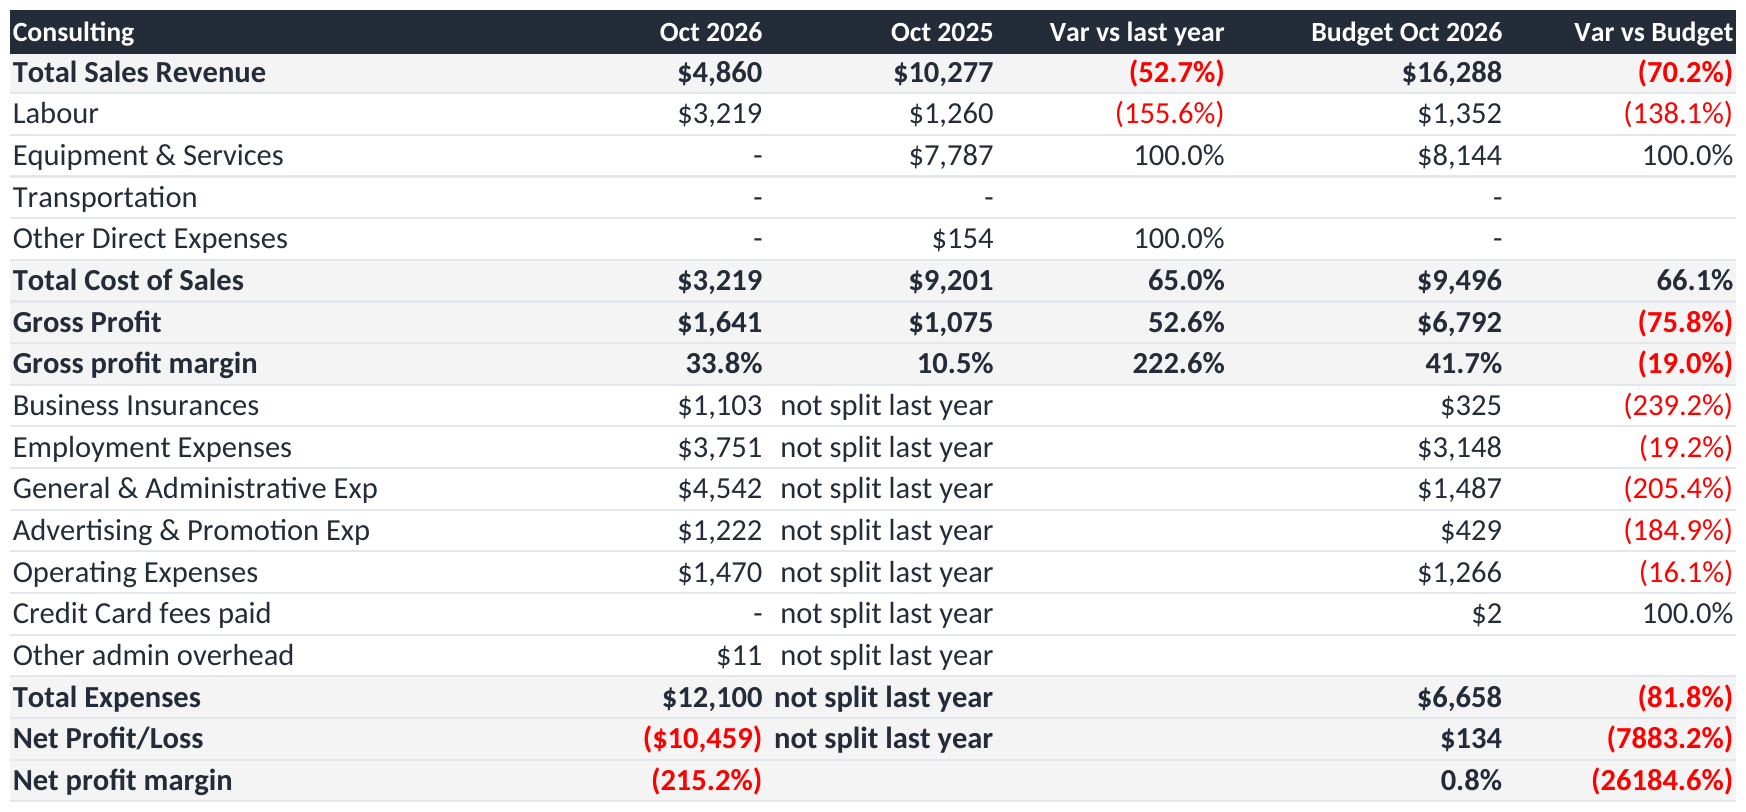 Consulting Oct 2026 Oct 2025 Var vs last year Budget Oct 2026 Var vs Budget
Total Sales Revenue $4,860 $10,277 (52.7%) $16,288 (70.2%)
Labour $3,219 $1,260 (155.6%) $1,352 (138.1%)
Equipment & Services - $7,787 100.0% $8,144 100.0%
Transportation - - -
Other Direct Expenses - $154 100.0% -
Total Cost of Sales $3,219 $9,201 65.0% $9,496 66.1%
Gross Profit $1,641 $1,075 52.6% $6,792 (75.8%)
Gross profit margin 33.8% 10.5% 222.6% 41.7% (19.0%)
Business Insurances $1,103 not split last year $325 (239.2%)
Employment Expenses $3,751 not split last year $3,148 (19.2%)
General & Administrative Exp $4,542 not split last year $1,487 (205.4%)
Advertising & Promotion Exp $1,222 not split last year $429 (184.9%)
Operating Expenses $1,470 not split last year $1,266 (16.1%)
Credit Card fees paid - not split last year $2 100.0%
Other admin overhead $11 not split last year
Total Expenses $12,100 not split last year $6,658 (81.8%)
Net Profit/Loss ($10,459) not split last year $134 (7883.2%)
Net profit margin (215.2%) 0.8% (26184.6%)